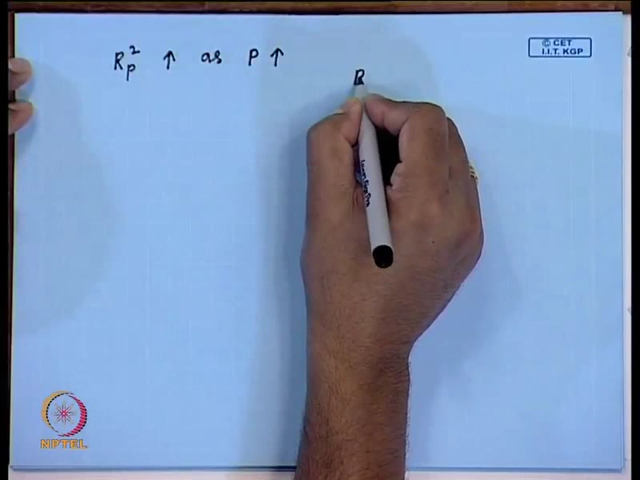 R_p^2 ↑ as P ↑
R
© CET
I.I.T. KGP
NPTEL